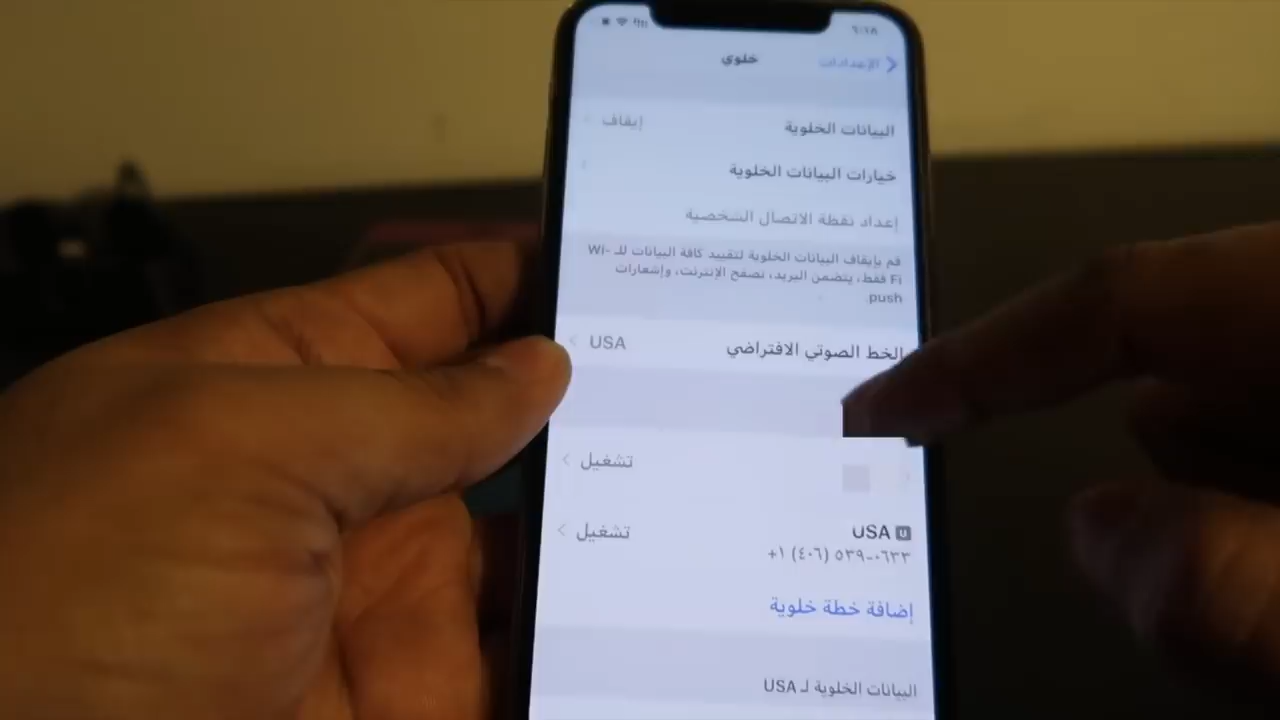 ٦:١٨
الإعدادات
خلوي
البيانات الخلوية
إيقاف
خيارات البيانات الخلوية
إعداد نقطة الاتصال الشخصية
قم بإيقاف البيانات الخلوية لتقييد كافة البيانات للـ Wi-
Fi فقط، يتضمن البريد، تصفح الإنترنت، وإشعارات
push
الخط الصوتي الافتراضي
USA
تشغيل
USA U
تشغيل
+١ (٤٠٦) ٥٣٩-٠٦٣٣
إضافة خطة خلوية
البيانات الخلوية لـ USA